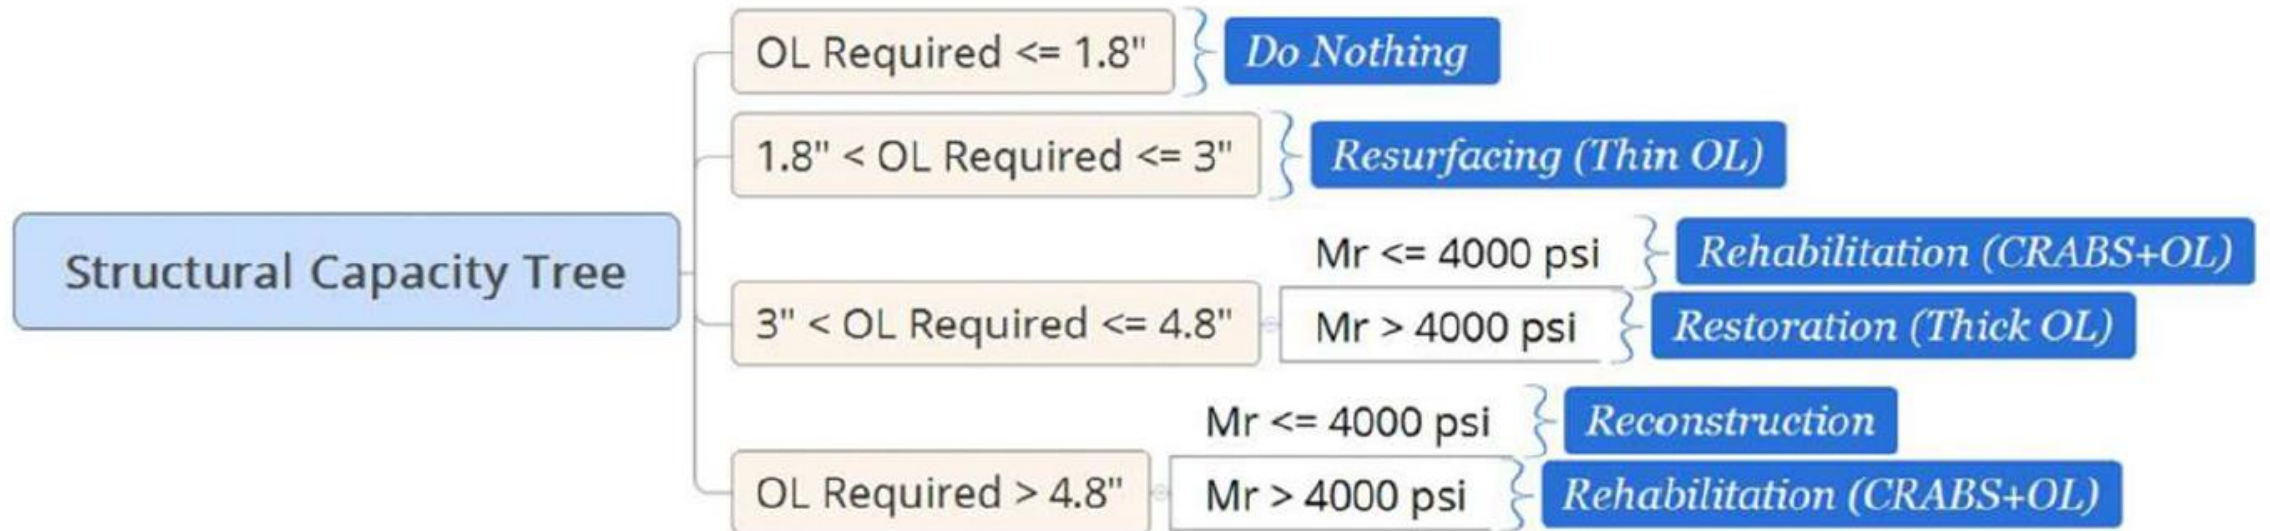 OL Required <= 1.8"
Do Nothing
1.8" < OL Required <= 3"
Resurfacing (Thin OL)
Structural Capacity Tree
3" < OL Required <= 4.8"
Mr <= 4000 psi
Rehabilitation (CRABS+OL)
Mr > 4000 psi
Restoration (Thick OL)
OL Required > 4.8"
Mr <= 4000 psi
Reconstruction
Mr > 4000 psi
Rehabilitation (CRABS+OL)